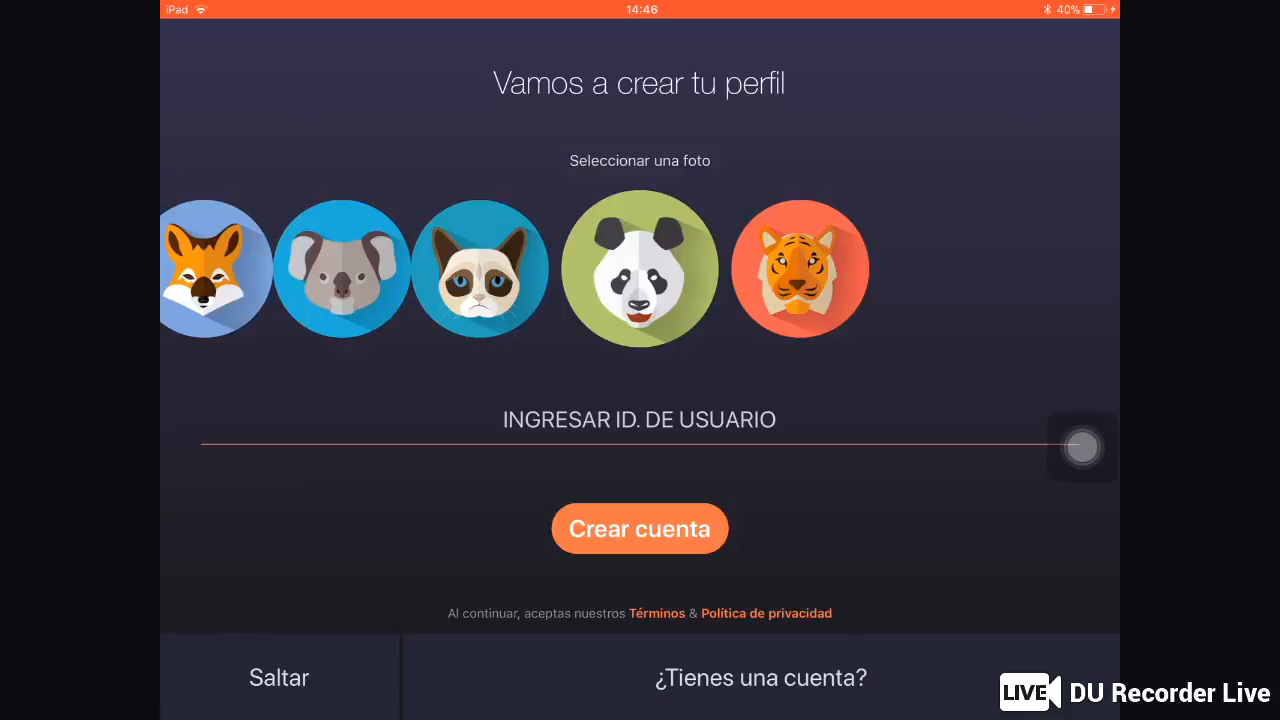 iPad 14:46 40%
Vamos a crear tu perfil
Seleccionar una foto
INGRESAR ID. DE USUARIO
Crear cuenta
Al continuar, aceptas nuestros Términos & Política de privacidad
Saltar ¿Tienes una cuenta?
LIVE DU Recorder Live